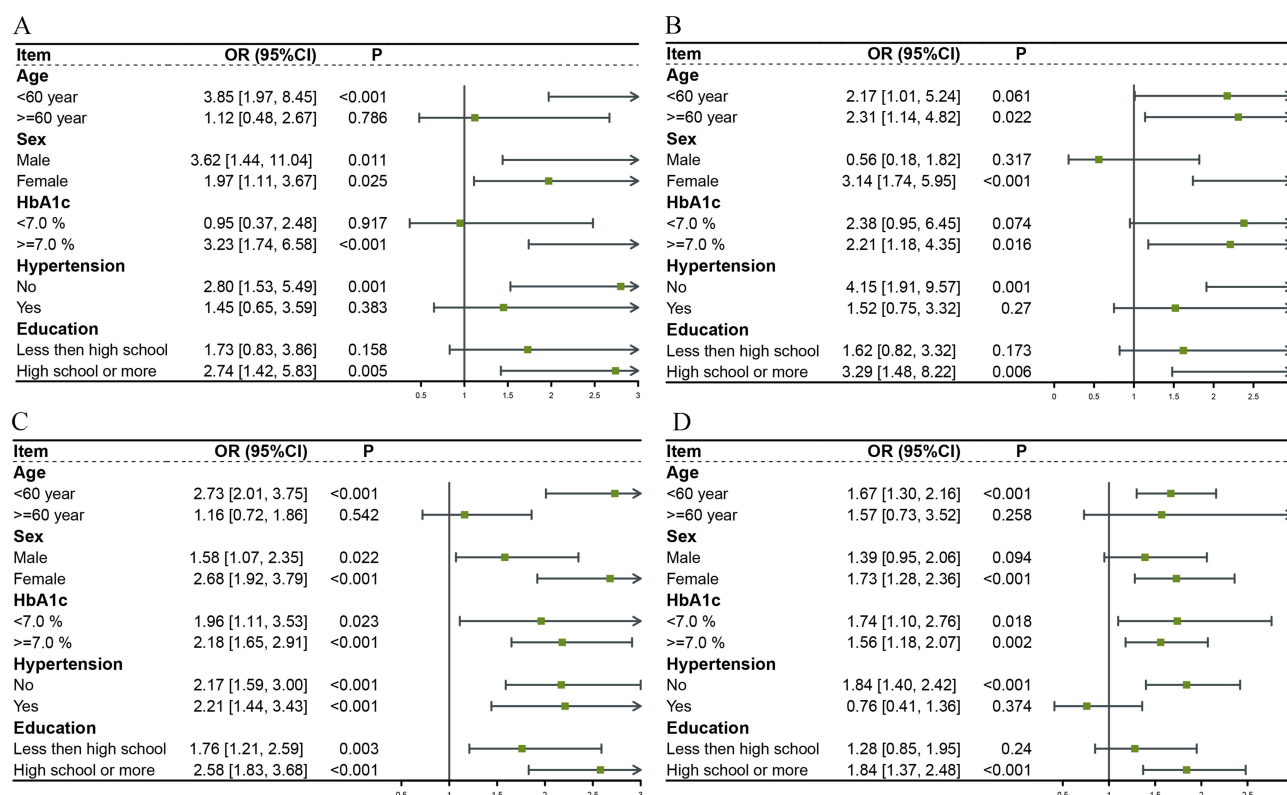 A
Item OR (95%CI) P
Age
<60 year 3.85 [1.97, 8.45] <0.001
>=60 year 1.12 [0.48, 2.67] 0.786
Sex
Male 3.62 [1.44, 11.04] 0.011
Female 1.97 [1.11, 3.67] 0.025
HbA1c
<7.0 % 0.95 [0.37, 2.48] 0.917
>=7.0 % 3.23 [1.74, 6.58] <0.001
Hypertension
No 2.80 [1.53, 5.49] 0.001
Yes 1.45 [0.65, 3.59] 0.383
Education
Less then high school 1.73 [0.83, 3.86] 0.158
High school or more 2.74 [1.42, 5.83] 0.005
0.5 1 1.5 2 2.5 3
B
Item OR (95%CI) P
Age
<60 year 2.17 [1.01, 5.24] 0.061
>=60 year 2.31 [1.14, 4.82] 0.022
Sex
Male 0.56 [0.18, 1.82] 0.317
Female 3.14 [1.74, 5.95] <0.001
HbA1c
<7.0 % 2.38 [0.95, 6.45] 0.074
>=7.0 % 2.21 [1.18, 4.35] 0.016
Hypertension
No 4.15 [1.91, 9.57] 0.001
Yes 1.52 [0.75, 3.32] 0.27
Education
Less then high school 1.62 [0.82, 3.32] 0.173
High school or more 3.29 [1.48, 8.22] 0.006
0 0.5 1 1.5 2 2.5
C
Item OR (95%CI) P
Age
<60 year 2.73 [2.01, 3.75] <0.001
>=60 year 1.16 [0.72, 1.86] 0.542
Sex
Male 1.58 [1.07, 2.35] 0.022
Female 2.68 [1.92, 3.79] <0.001
HbA1c
<7.0 % 1.96 [1.11, 3.53] 0.023
>=7.0 % 2.18 [1.65, 2.91] <0.001
Hypertension
No 2.17 [1.59, 3.00] <0.001
Yes 2.21 [1.44, 3.43] <0.001
Education
Less then high school 1.76 [1.21, 2.59] 0.003
High school or more 2.58 [1.83, 3.68] <0.001
0.5 1 1.5 2 2.5 3
D
Item OR (95%CI) P
Age
<60 year 1.67 [1.30, 2.16] <0.001
>=60 year 1.57 [0.73, 3.52] 0.258
Sex
Male 1.39 [0.95, 2.06] 0.094
Female 1.73 [1.28, 2.36] <0.001
HbA1c
<7.0 % 1.74 [1.10, 2.76] 0.018
>=7.0 % 1.56 [1.18, 2.07] 0.002
Hypertension
No 1.84 [1.40, 2.42] <0.001
Yes 0.76 [0.41, 1.36] 0.374
Education
Less then high school 1.28 [0.85, 1.95] 0.24
High school or more 1.84 [1.37, 2.48] <0.001
0.5 1 1.5 2 2.5